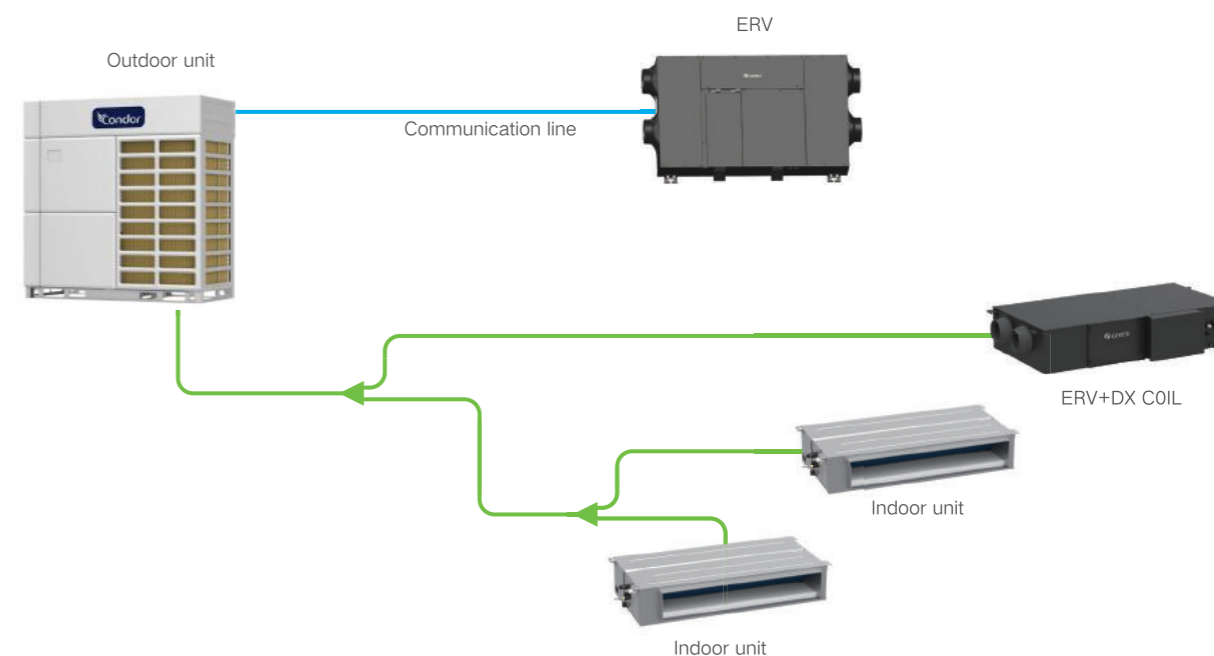 ERV
Outdoor unit
Condor
Communication line
ERV+DX C0IL
Indoor unit
Indoor unit